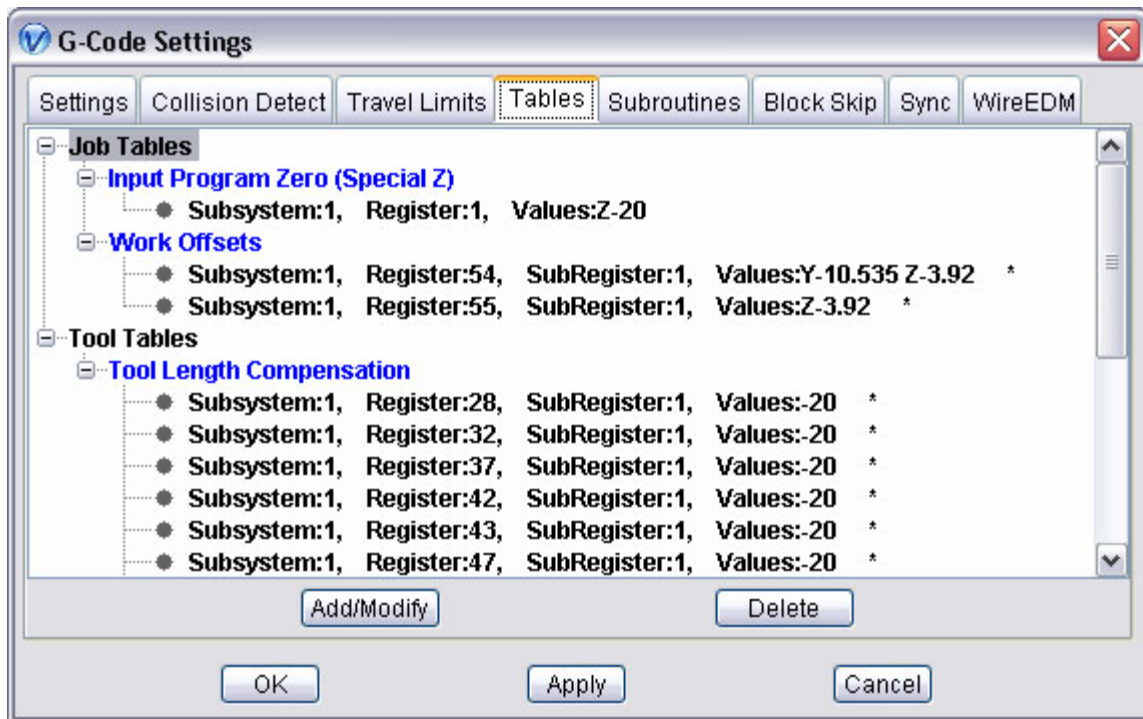 G-Code Settings
Settings Collision Detect Travel Limits Tables Subroutines Block Skip Sync WireEDM
Job Tables
Input Program Zero (Special Z)
Subsystem:1, Register:1, Values:Z-20
Work Offsets
Subsystem:1, Register:54, SubRegister:1, Values:Y-10.535 Z-3.92 *
Subsystem:1, Register:55, SubRegister:1, Values:Z-3.92 *
Tool Tables
Tool Length Compensation
Subsystem:1, Register:28, SubRegister:1, Values:-20 *
Subsystem:1, Register:32, SubRegister:1, Values:-20 *
Subsystem:1, Register:37, SubRegister:1, Values:-20 *
Subsystem:1, Register:42, SubRegister:1, Values:-20 *
Subsystem:1, Register:43, SubRegister:1, Values:-20 *
Subsystem:1, Register:47, SubRegister:1, Values:-20 *
Add/Modify Delete
OK Apply Cancel